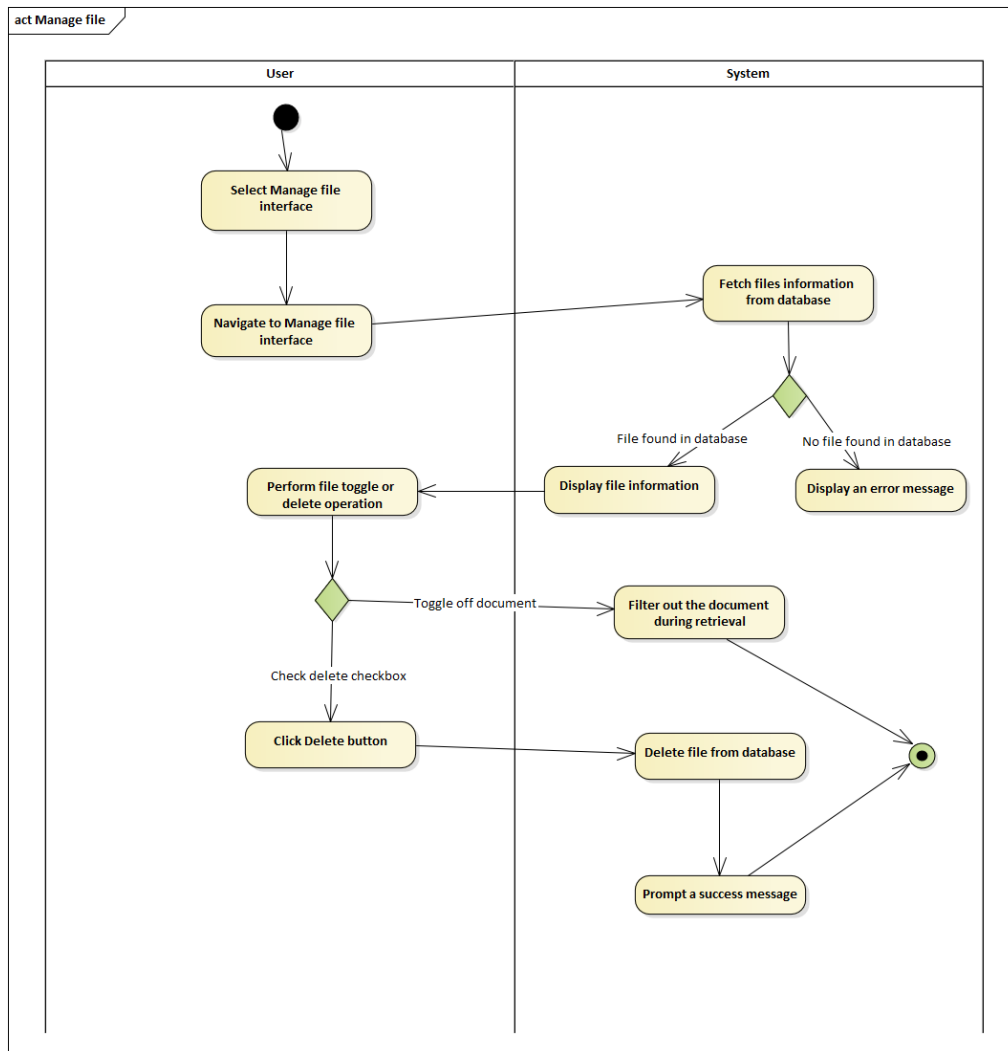 act Manage file
User
System
Select Manage file
interface
Fetch files information
from database
Navigate to Manage file
interface
File found in database
No file found in database
Perform file toggle or
delete operation
Display file information
Display an error message
Toggle off document
Filter out the document
during retrieval
Check delete checkbox
Click Delete button
Delete file from database
Prompt a success message